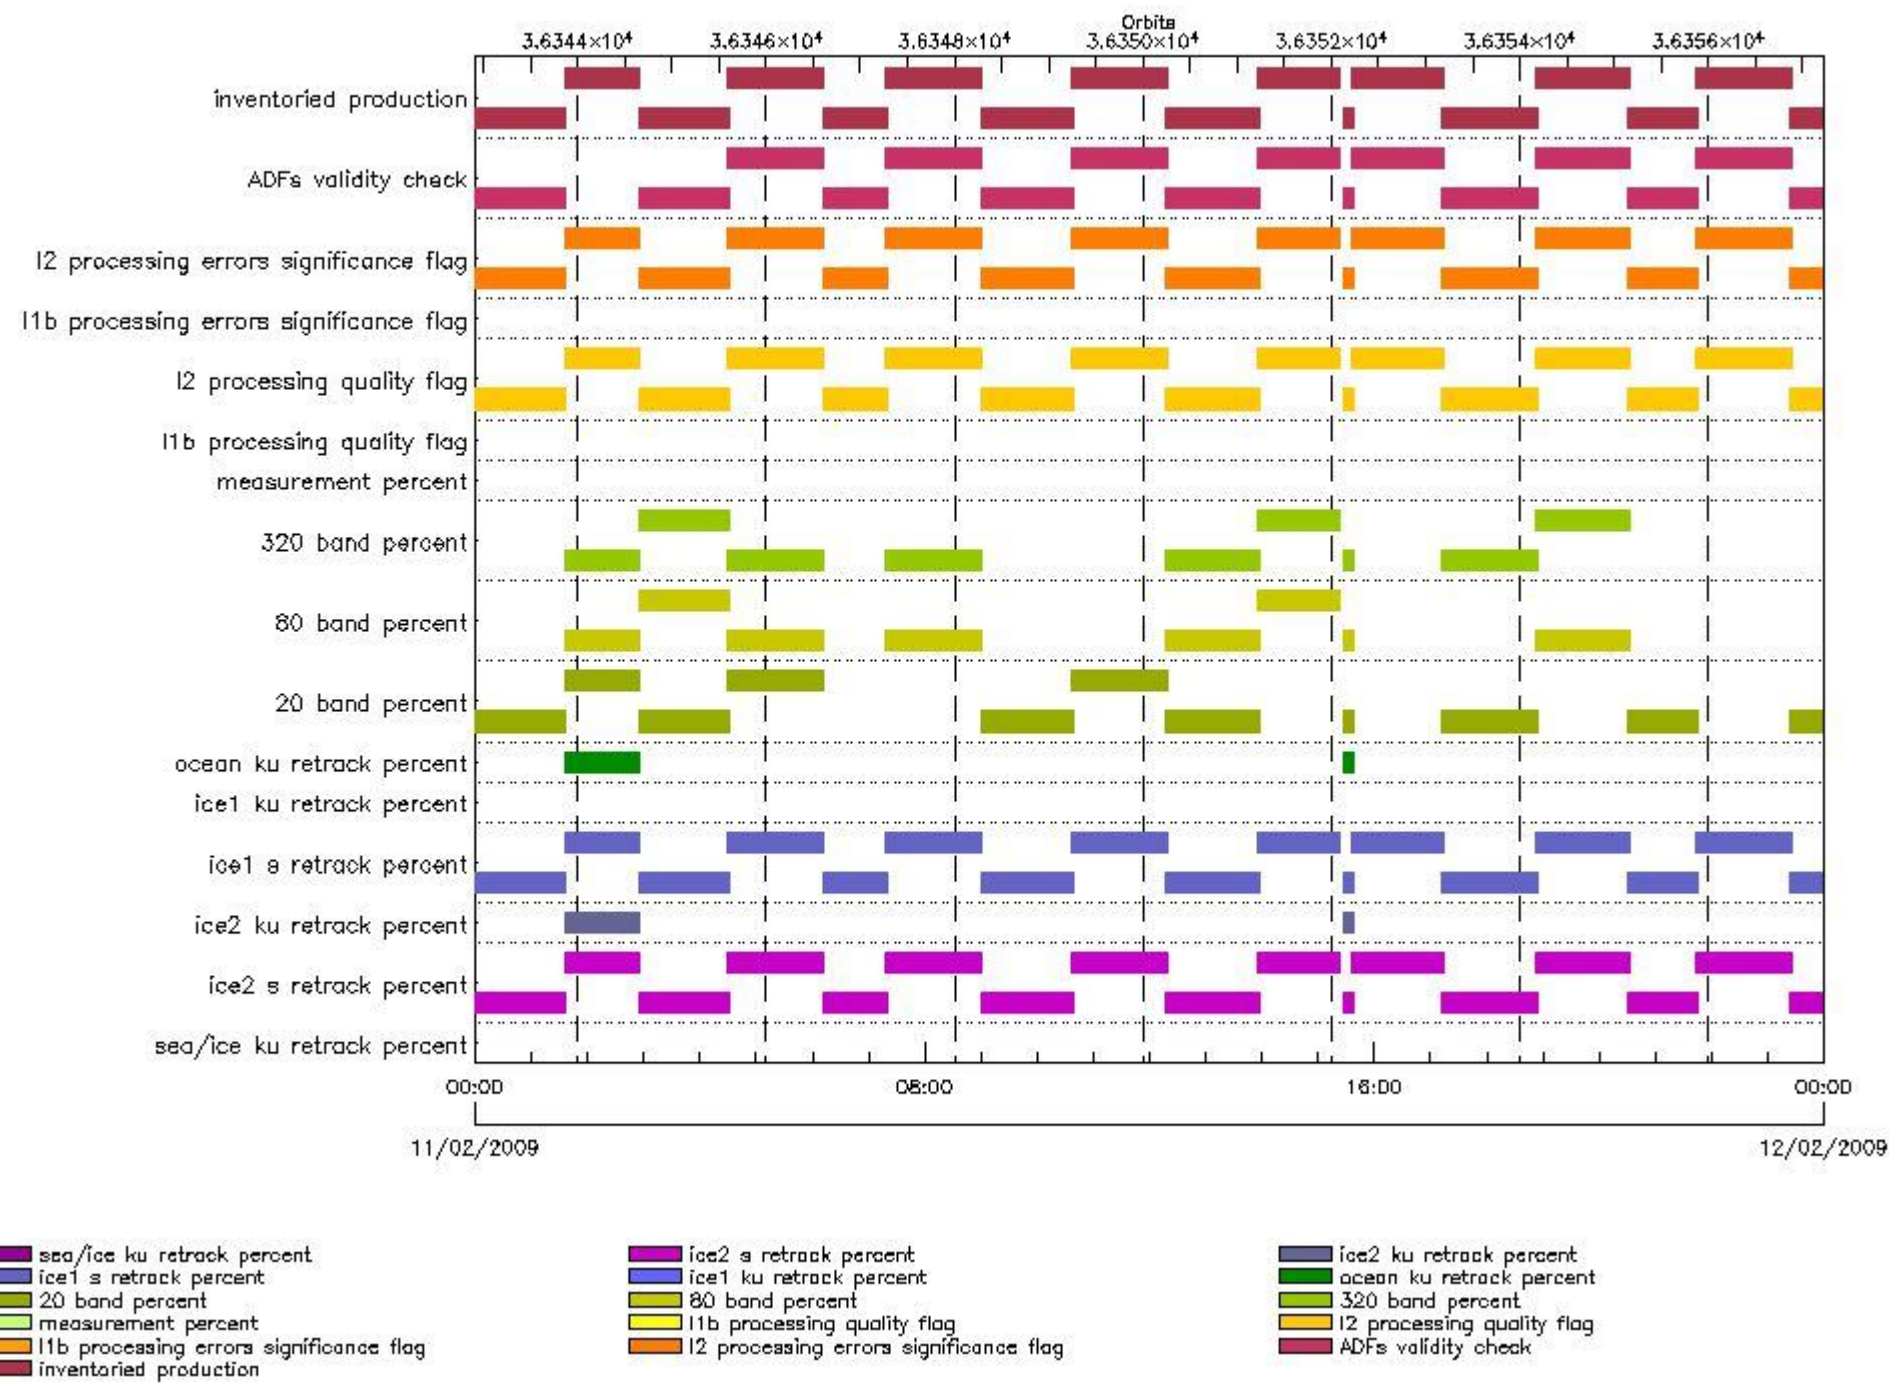 Orbits
3.6344×10⁴ 3.6346×10⁴ 3.6348×10⁴ 3.6350×10⁴ 3.6352×10⁴ 3.6354×10⁴ 3.6356×10⁴
inventoried production
ADFs validity check
l2 processing errors significance flag
l1b processing errors significance flag
l2 processing quality flag
l1b processing quality flag
measurement percent
320 band percent
80 band percent
20 band percent
ocean ku retrack percent
ice1 ku retrack percent
ice1 s retrack percent
ice2 ku retrack percent
ice2 s retrack percent
sea/ice ku retrack percent
00:00 08:00 16:00 00:00
11/02/2009 12/02/2009
sea/ice ku retrack percent ice2 s retrack percent ice2 ku retrack percent
ice1 s retrack percent ice1 ku retrack percent ocean ku retrack percent
20 band percent 80 band percent 320 band percent
measurement percent l1b processing quality flag l2 processing quality flag
l1b processing errors significance flag l2 processing errors significance flag ADFs validity check
inventoried production